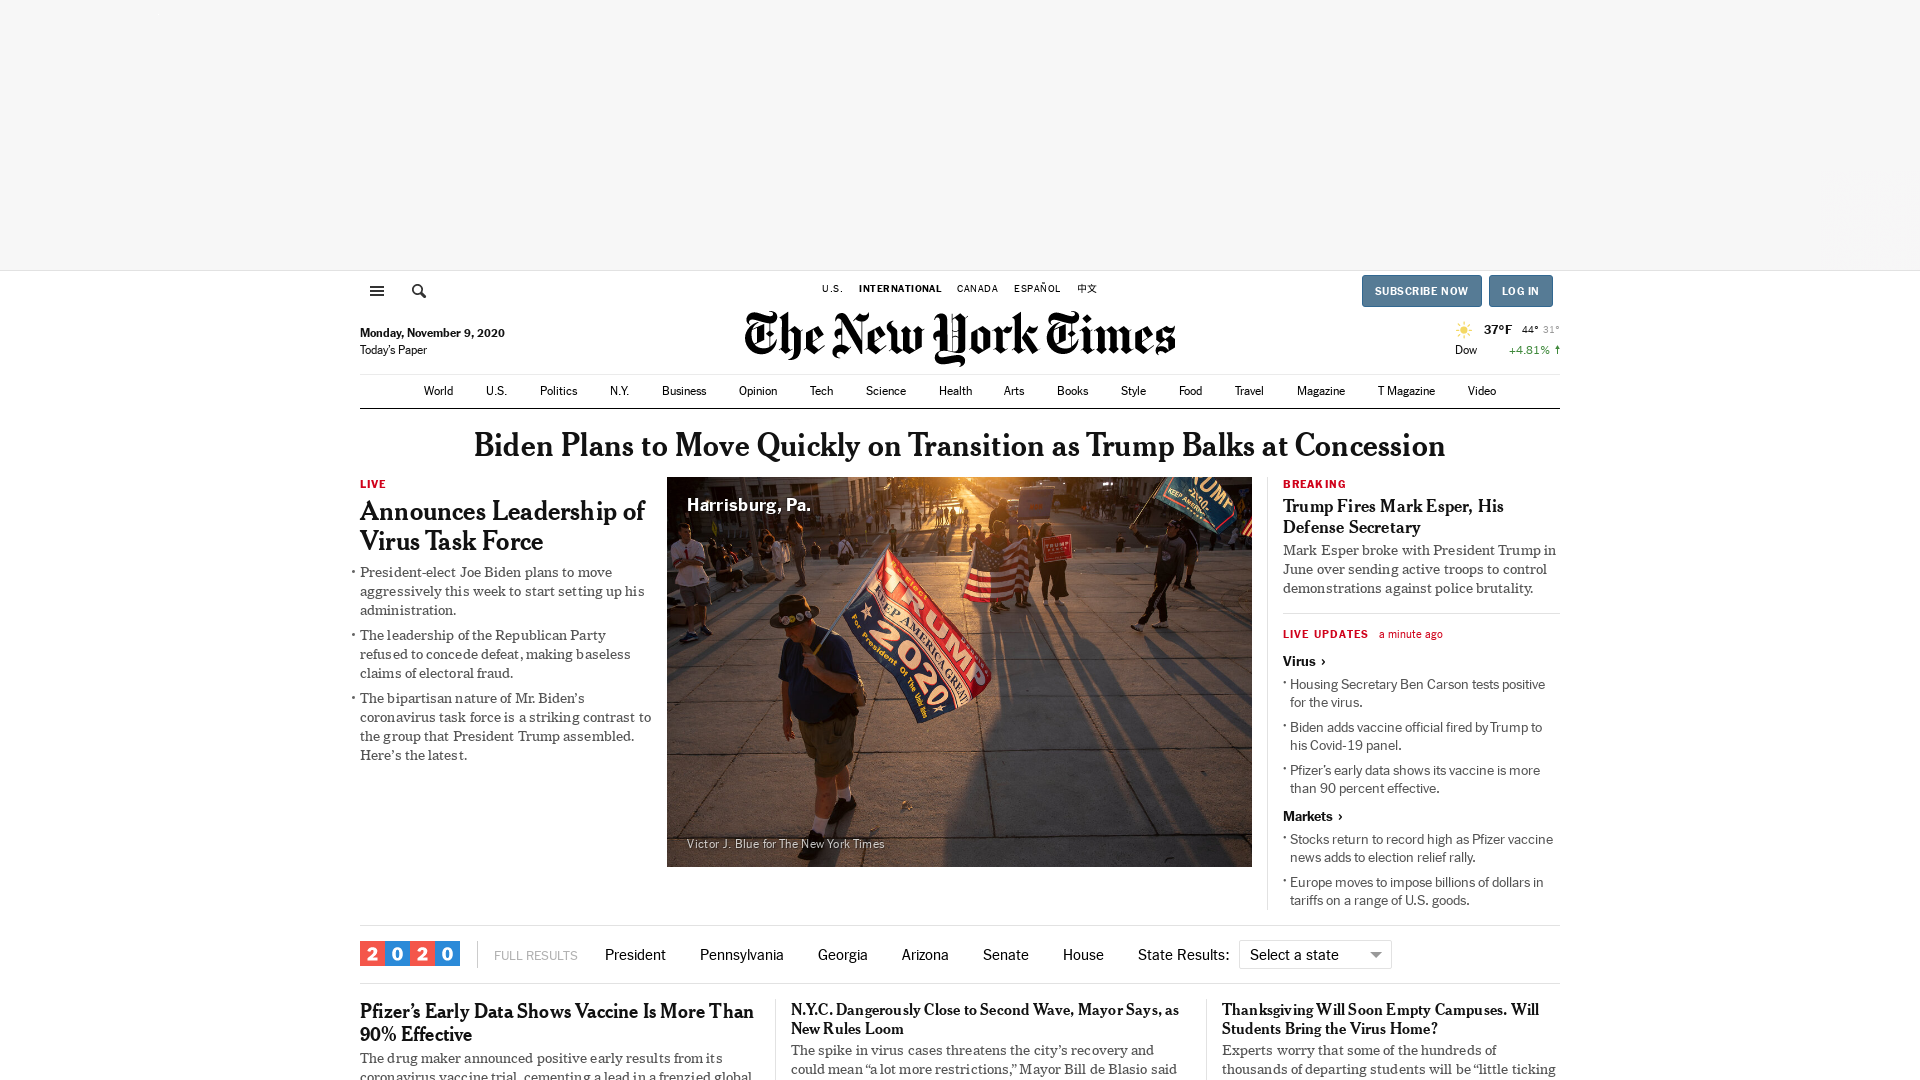 U.S. INTERNATIONAL CANADA ESPAÑOL 中文
SUBSCRIBE NOW LOG IN
Monday, November 9, 2020
Today's Paper
The New York Times
37°F 44° 31°
Dow +4.81% ↑
World U.S. Politics N.Y. Business Opinion Tech Science Health Arts Books Style Food Travel Magazine T Magazine Video
Biden Plans to Move Quickly on Transition as Trump Balks at Concession
LIVE
Announces Leadership of
Virus Task Force
• President-elect Joe Biden plans to move
aggressively this week to start setting up his
administration.
• The leadership of the Republican Party
refused to concede defeat, making baseless
claims of electoral fraud.
• The bipartisan nature of Mr. Biden's
coronavirus task force is a striking contrast to
the group that President Trump assembled.
Here's the latest.
Harrisburg, Pa.
TRUMP
KEEP AMERICA GREAT
2020
Victor J. Blue for The New York Times
BREAKING
Trump Fires Mark Esper, His
Defense Secretary
Mark Esper broke with President Trump in
June over sending active troops to control
demonstrations against police brutality.
LIVE UPDATES a minute ago
Virus ›
• Housing Secretary Ben Carson tests positive
for the virus.
• Biden adds vaccine official fired by Trump to
his Covid-19 panel.
• Pfizer's early data shows its vaccine is more
than 90 percent effective.
Markets ›
• Stocks return to record high as Pfizer vaccine
news adds to election relief rally.
• Europe moves to impose billions of dollars in
tariffs on a range of U.S. goods.
2020 FULL RESULTS President Pennsylvania Georgia Arizona Senate House State Results: Select a state
Pfizer's Early Data Shows Vaccine Is More Than
90% Effective
The drug maker announced positive early results from its
coronavirus vaccine trial, cementing a lead in a frenzied global
N.Y.C. Dangerously Close to Second Wave, Mayor Says, as
New Rules Loom
The spike in virus cases threatens the city's recovery and
could mean "a lot more restrictions," Mayor Bill de Blasio said
Thanksgiving Will Soon Empty Campuses. Will
Students Bring the Virus Home?
Experts worry that some of the hundreds of
thousands of departing students will be "little ticking